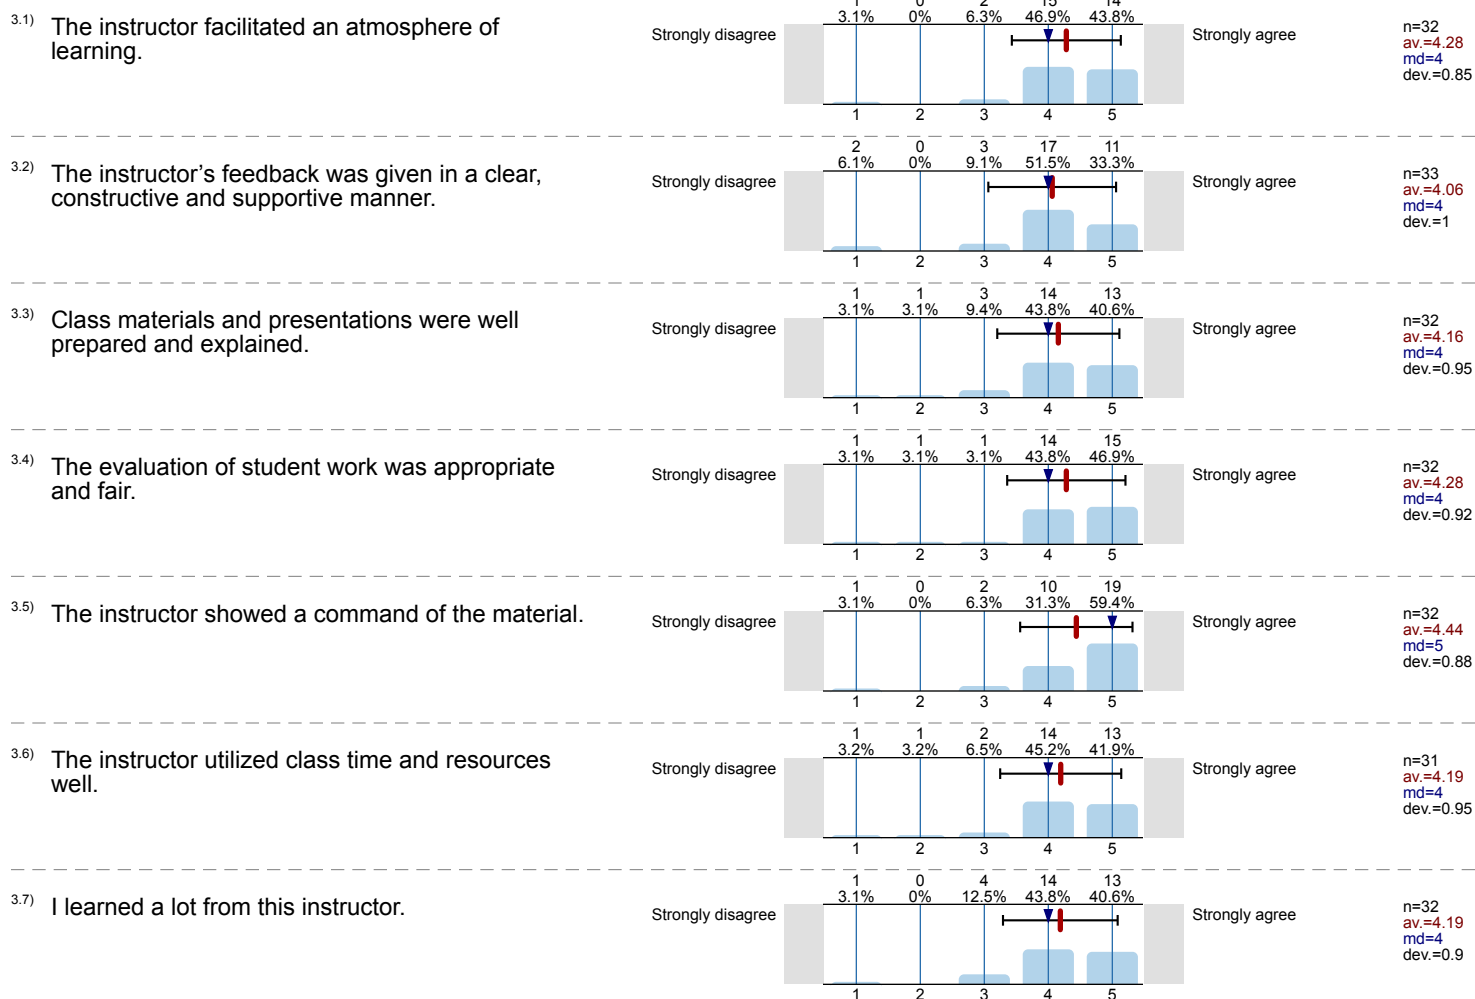 1 0 2 15 14
3.1% 0% 6.3% 46.9% 43.8%
3.1) The instructor facilitated an atmosphere of
learning.
Strongly disagree
Strongly agree
n=32
av.=4.28
md=4
dev.=0.85
1 2 3 4 5
2 0 3 17 11
6.1% 0% 9.1% 51.5% 33.3%
3.2) The instructor’s feedback was given in a clear,
constructive and supportive manner.
Strongly disagree
Strongly agree
n=33
av.=4.06
md=4
dev.=1
1 2 3 4 5
1 1 3 14 13
3.1% 3.1% 9.4% 43.8% 40.6%
3.3) Class materials and presentations were well
prepared and explained.
Strongly disagree
Strongly agree
n=32
av.=4.16
md=4
dev.=0.95
1 2 3 4 5
1 1 1 14 15
3.1% 3.1% 3.1% 43.8% 46.9%
3.4) The evaluation of student work was appropriate
and fair.
Strongly disagree
Strongly agree
n=32
av.=4.28
md=4
dev.=0.92
1 2 3 4 5
1 0 2 10 19
3.1% 0% 6.3% 31.3% 59.4%
3.5) The instructor showed a command of the material.
Strongly disagree
Strongly agree
n=32
av.=4.44
md=5
dev.=0.88
1 2 3 4 5
1 1 2 14 13
3.2% 3.2% 6.5% 45.2% 41.9%
3.6) The instructor utilized class time and resources
well.
Strongly disagree
Strongly agree
n=31
av.=4.19
md=4
dev.=0.95
1 2 3 4 5
1 0 4 14 13
3.1% 0% 12.5% 43.8% 40.6%
3.7) I learned a lot from this instructor.
Strongly disagree
Strongly agree
n=32
av.=4.19
md=4
dev.=0.9
1 2 3 4 5